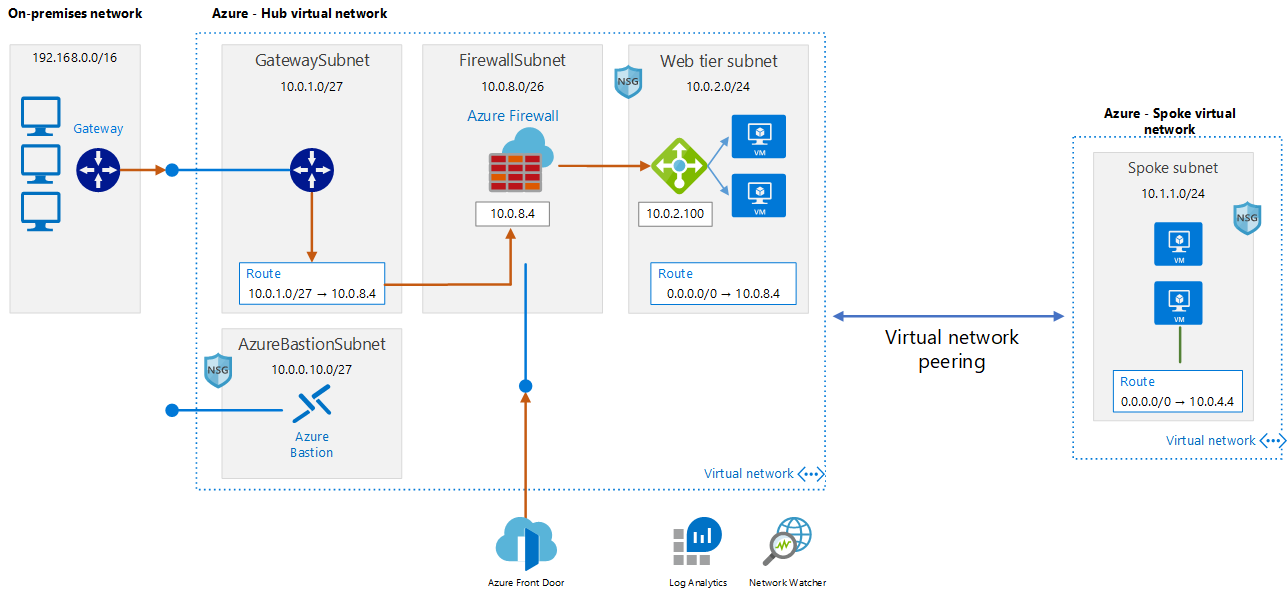 On-premises network
Azure - Hub virtual network
192.168.0.0/16
Gateway
GatewaySubnet
10.0.1.0/27
Route
10.0.1.0/27 → 10.0.8.4
FirewallSubnet
10.0.8.0/26
Azure Firewall
10.0.8.4
Web tier subnet
10.0.2.0/24
NSG
VM
VM
10.0.2.100
Route
0.0.0.0/0 → 10.0.8.4
AzureBastionSubnet
10.0.0.10.0/27
NSG
Azure
Bastion
Virtual network
Virtual network
peering
Azure - Spoke virtual
network
Spoke subnet
10.1.1.0/24
NSG
VM
VM
Route
0.0.0.0/0 → 10.0.4.4
Virtual network
Azure Front Door
Log Analytics
Network Watcher